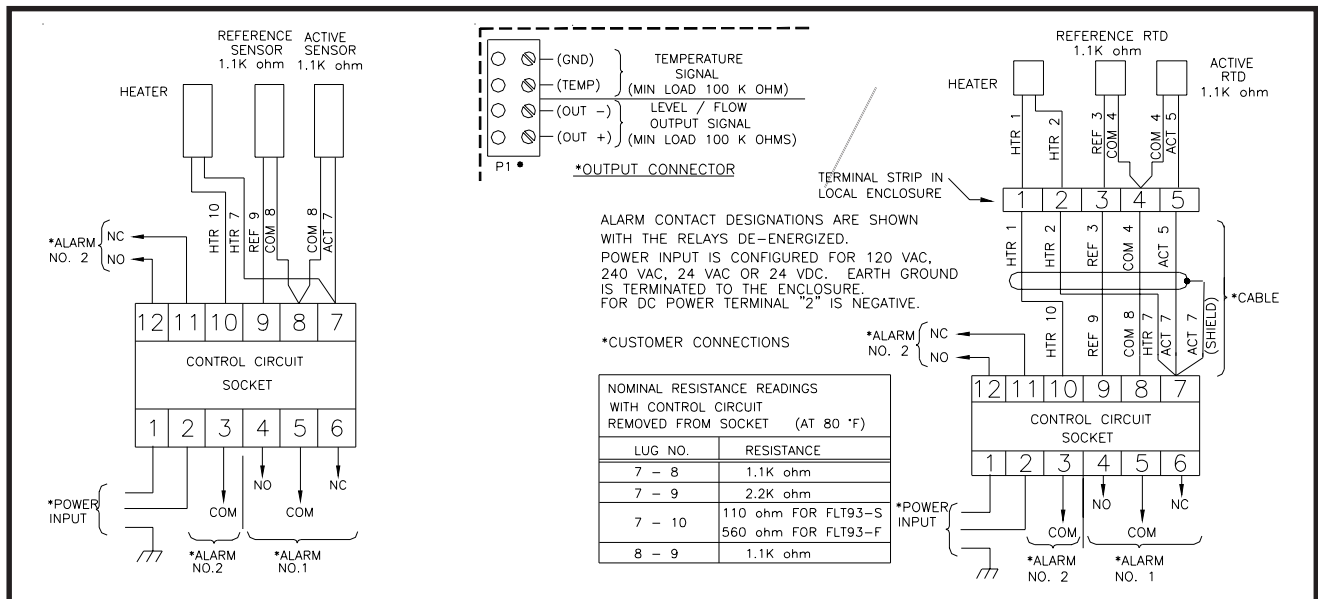 REFERENCE
SENSOR
1.1K ohm
ACTIVE
SENSOR
1.1K ohm
HEATER
HTR 10
HTR 7
REF 9
COM 8
COM 8
ACT 7
*ALARM
NO. 2
NC
NO
12 11 10 9 8 7
CONTROL CIRCUIT
SOCKET
1 2 3 4 5 6
*POWER
INPUT
COM
NO
COM
NC
*ALARM
NO.2
*ALARM
NO.1
(GND)
(TEMP)
(OUT -)
(OUT +)
TEMPERATURE
SIGNAL
(MIN LOAD 100 K OHM)
LEVEL / FLOW
OUTPUT SIGNAL
(MIN LOAD 100 K OHMS)
P1
*OUTPUT CONNECTOR
ALARM CONTACT DESIGNATIONS ARE SHOWN
WITH THE RELAYS DE-ENERGIZED.
POWER INPUT IS CONFIGURED FOR 120 VAC,
240 VAC, 24 VAC OR 24 VDC. EARTH GROUND
IS TERMINATED TO THE ENCLOSURE.
FOR DC POWER TERMINAL "2" IS NEGATIVE.
*CUSTOMER CONNECTIONS
NOMINAL RESISTANCE READINGS
WITH CONTROL CIRCUIT
REMOVED FROM SOCKET (AT 80 °F)
LUG NO. RESISTANCE
7 - 8 1.1K ohm
7 - 9 2.2K ohm
7 - 10 110 ohm FOR FLT93-S
560 ohm FOR FLT93-F
8 - 9 1.1K ohm
REFERENCE RTD
1.1K ohm
HEATER
ACTIVE
RTD
1.1K ohm
HTR 1
HTR 2
REF 3
COM 4
COM 4
ACT 5
TERMINAL STRIP IN
LOCAL ENCLOSURE
1 2 3 4 5
HTR 1
HTR 2
REF 3
COM 4
ACT 5
*CABLE
HTR 10
REF 9
COM 8
HTR 7
ACT 7
ACT 7
(SHIELD)
*ALARM
NO. 2
NC
NO
12 11 10 9 8 7
CONTROL CIRCUIT
SOCKET
1 2 3 4 5 6
*POWER
INPUT
COM
NO
COM
NC
*ALARM
NO. 2
*ALARM
NO. 1